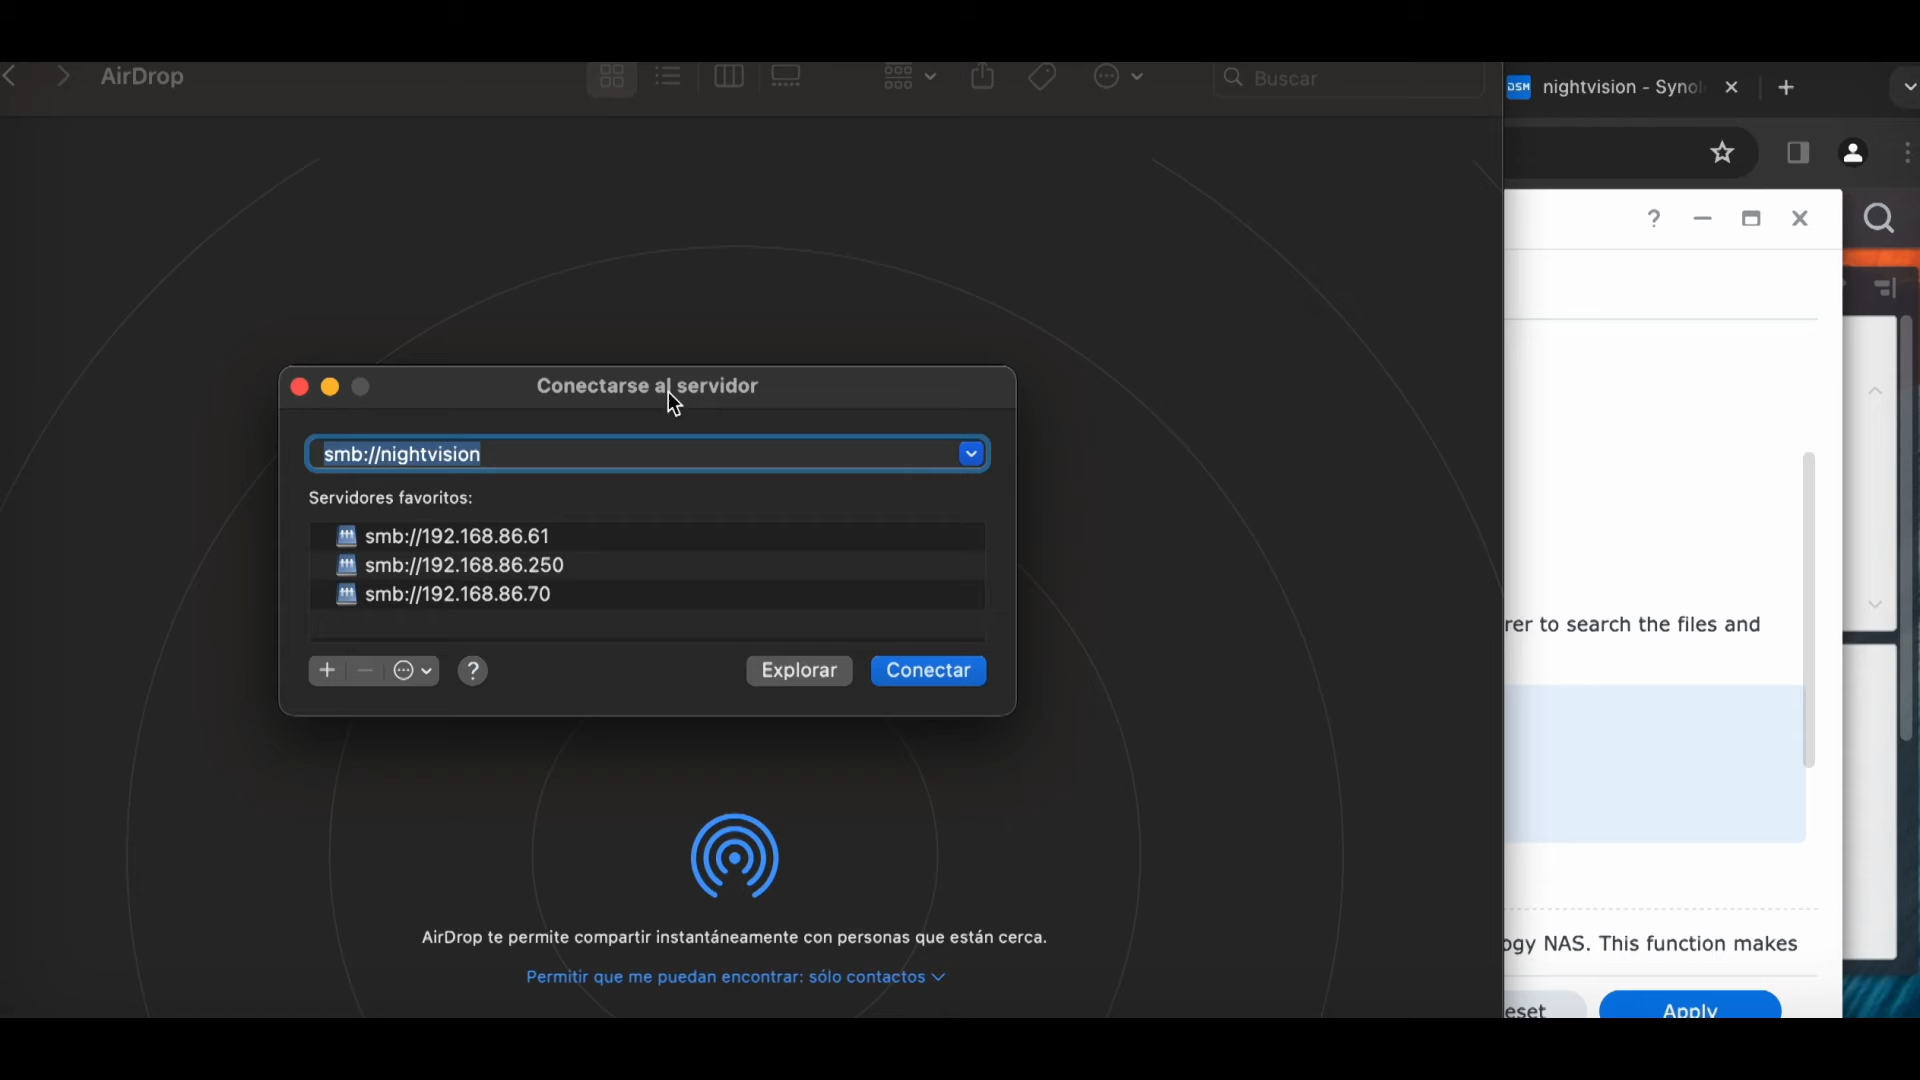 AirDrop
Buscar
DSM nightvision - Synol
Conectarse al servidor
smb://nightvision
Servidores favoritos:
smb://192.168.86.61
smb://192.168.86.250
smb://192.168.86.70
?
Explorar
Conectar
rer to search the files and
AirDrop te permite compartir instantáneamente con personas que están cerca.
Permitir que me puedan encontrar: sólo contactos
ogy NAS. This function makes
eset
Apply